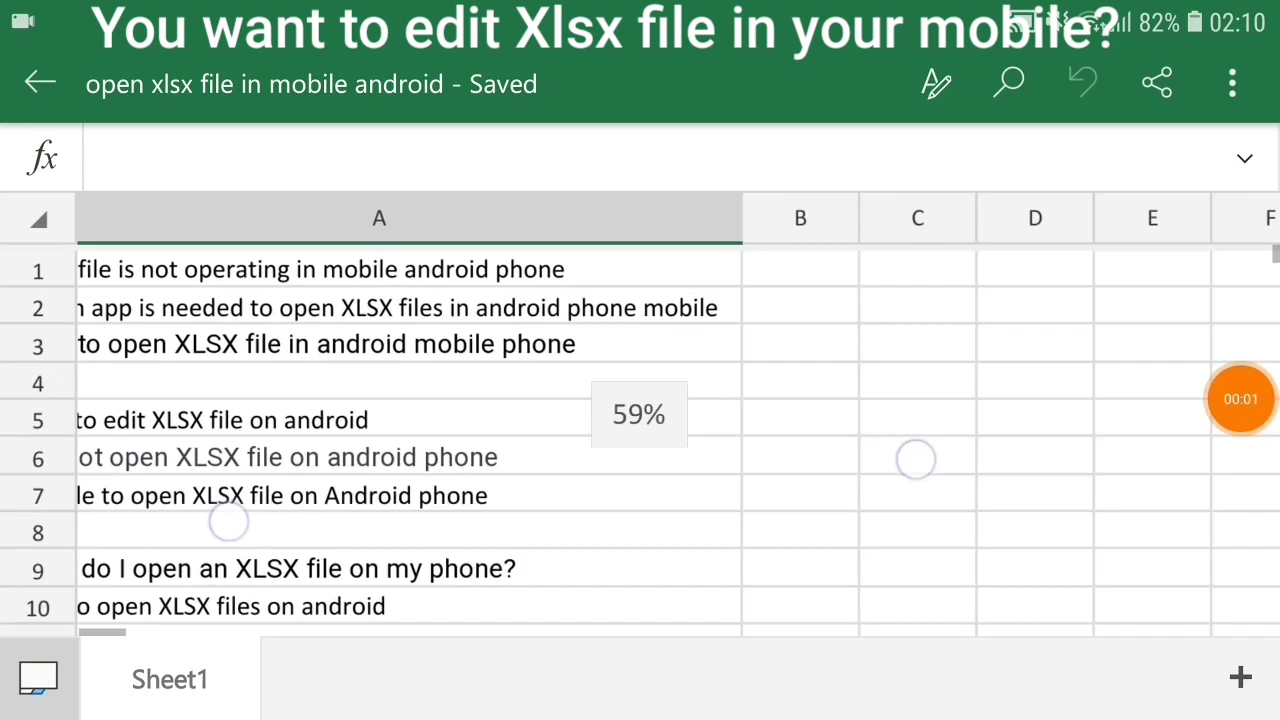 You want to edit Xlsx file in your mobile?
82% 02:10
open xlsx file in mobile android - Saved
fx
A B C D E F
1 file is not operating in mobile android phone
2 app is needed to open XLSX files in android phone mobile
3 to open XLSX file in android mobile phone
4
59%
5 to edit XLSX file on android
00:01
6 ot open XLSX file on android phone
7 le to open XLSX file on Android phone
8
9 do I open an XLSX file on my phone?
10 o open XLSX files on android
Sheet1